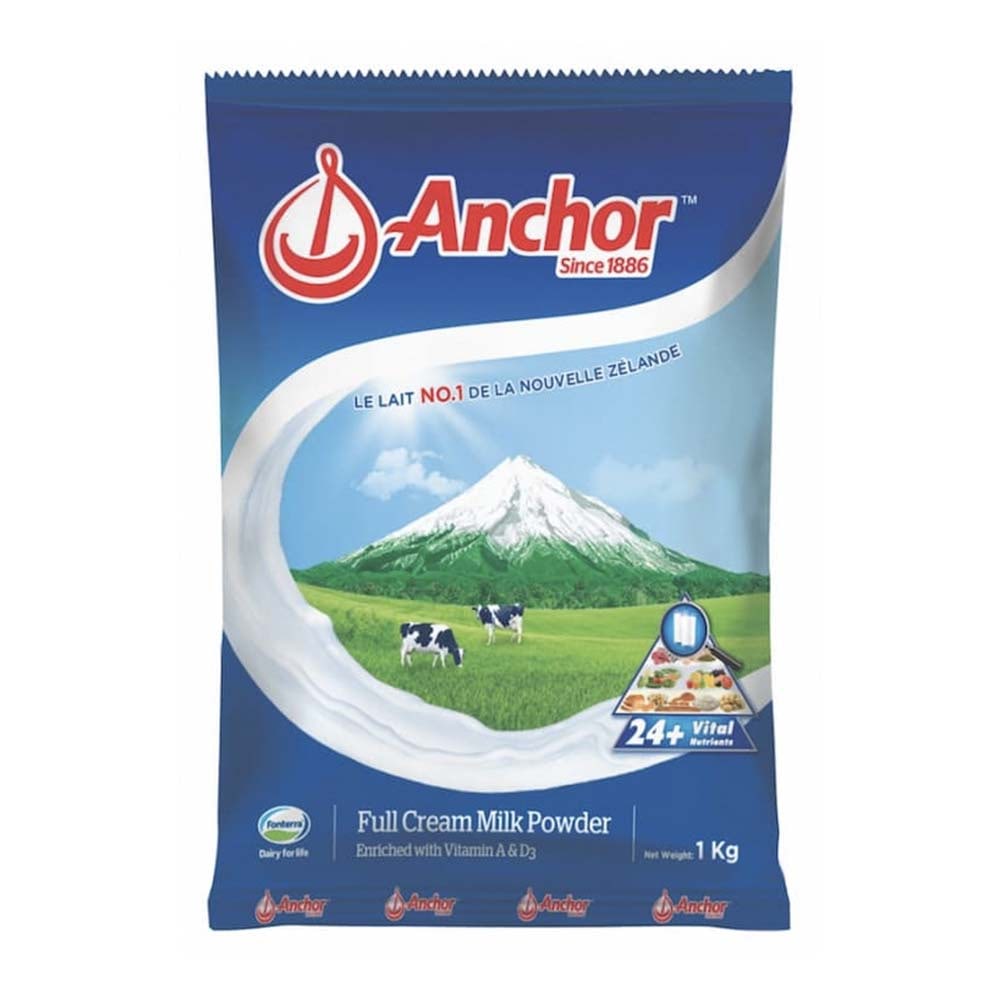 Anchor™
Since 1886
LE LAIT NO.1 DE LA NOUVELLE ZÈLANDE
24+ Vital
Nutrients
Fonterra
Dairy for life
Full Cream Milk Powder
Enriched with Vitamin A & D3
Net Weight: 1 Kg
Anchor Anchor Anchor Anchor